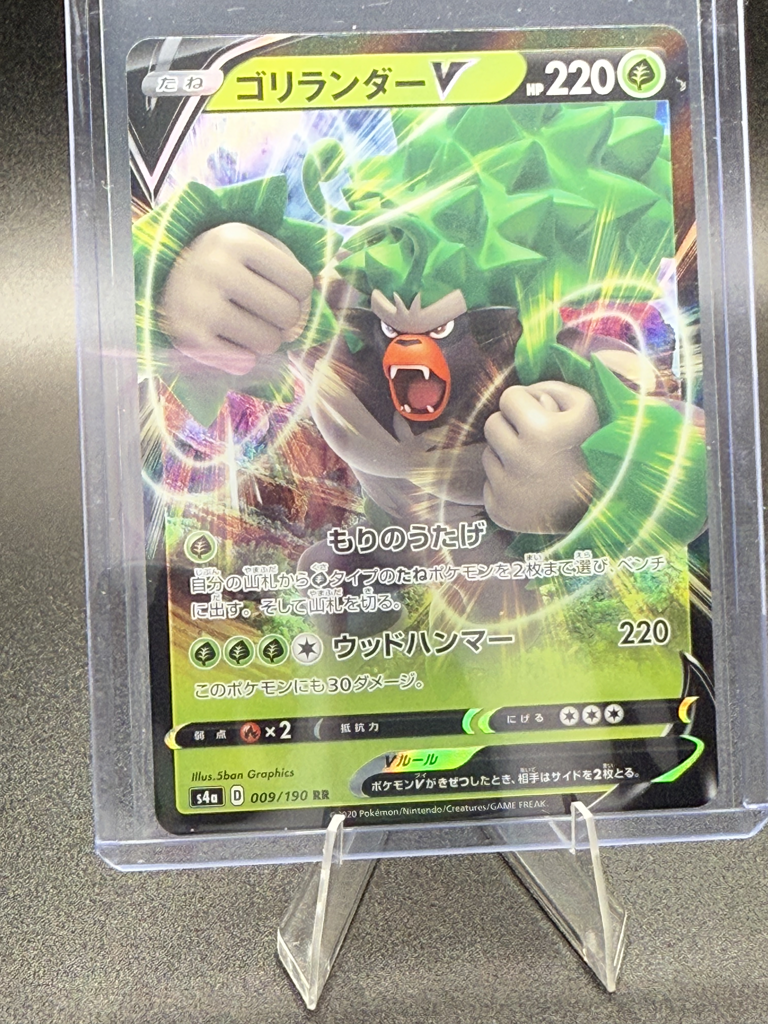 たね ゴリランダーV HP220
もりのうたげ
自分の山札からタイプのたねポケモンを2枚まで選び、ベンチ
に出す。そして山札を切る。
ウッドハンマー 220
このポケモンにも30ダメージ。
弱点 ×2 抵抗力 にげる
Vルール
ポケモンVがきぜつしたとき、相手はサイドを2枚とる。
Illus.5ban Graphics
s4a D 009/190 RR
©2020 Pokémon/Nintendo/Creatures/GAME FREAK.